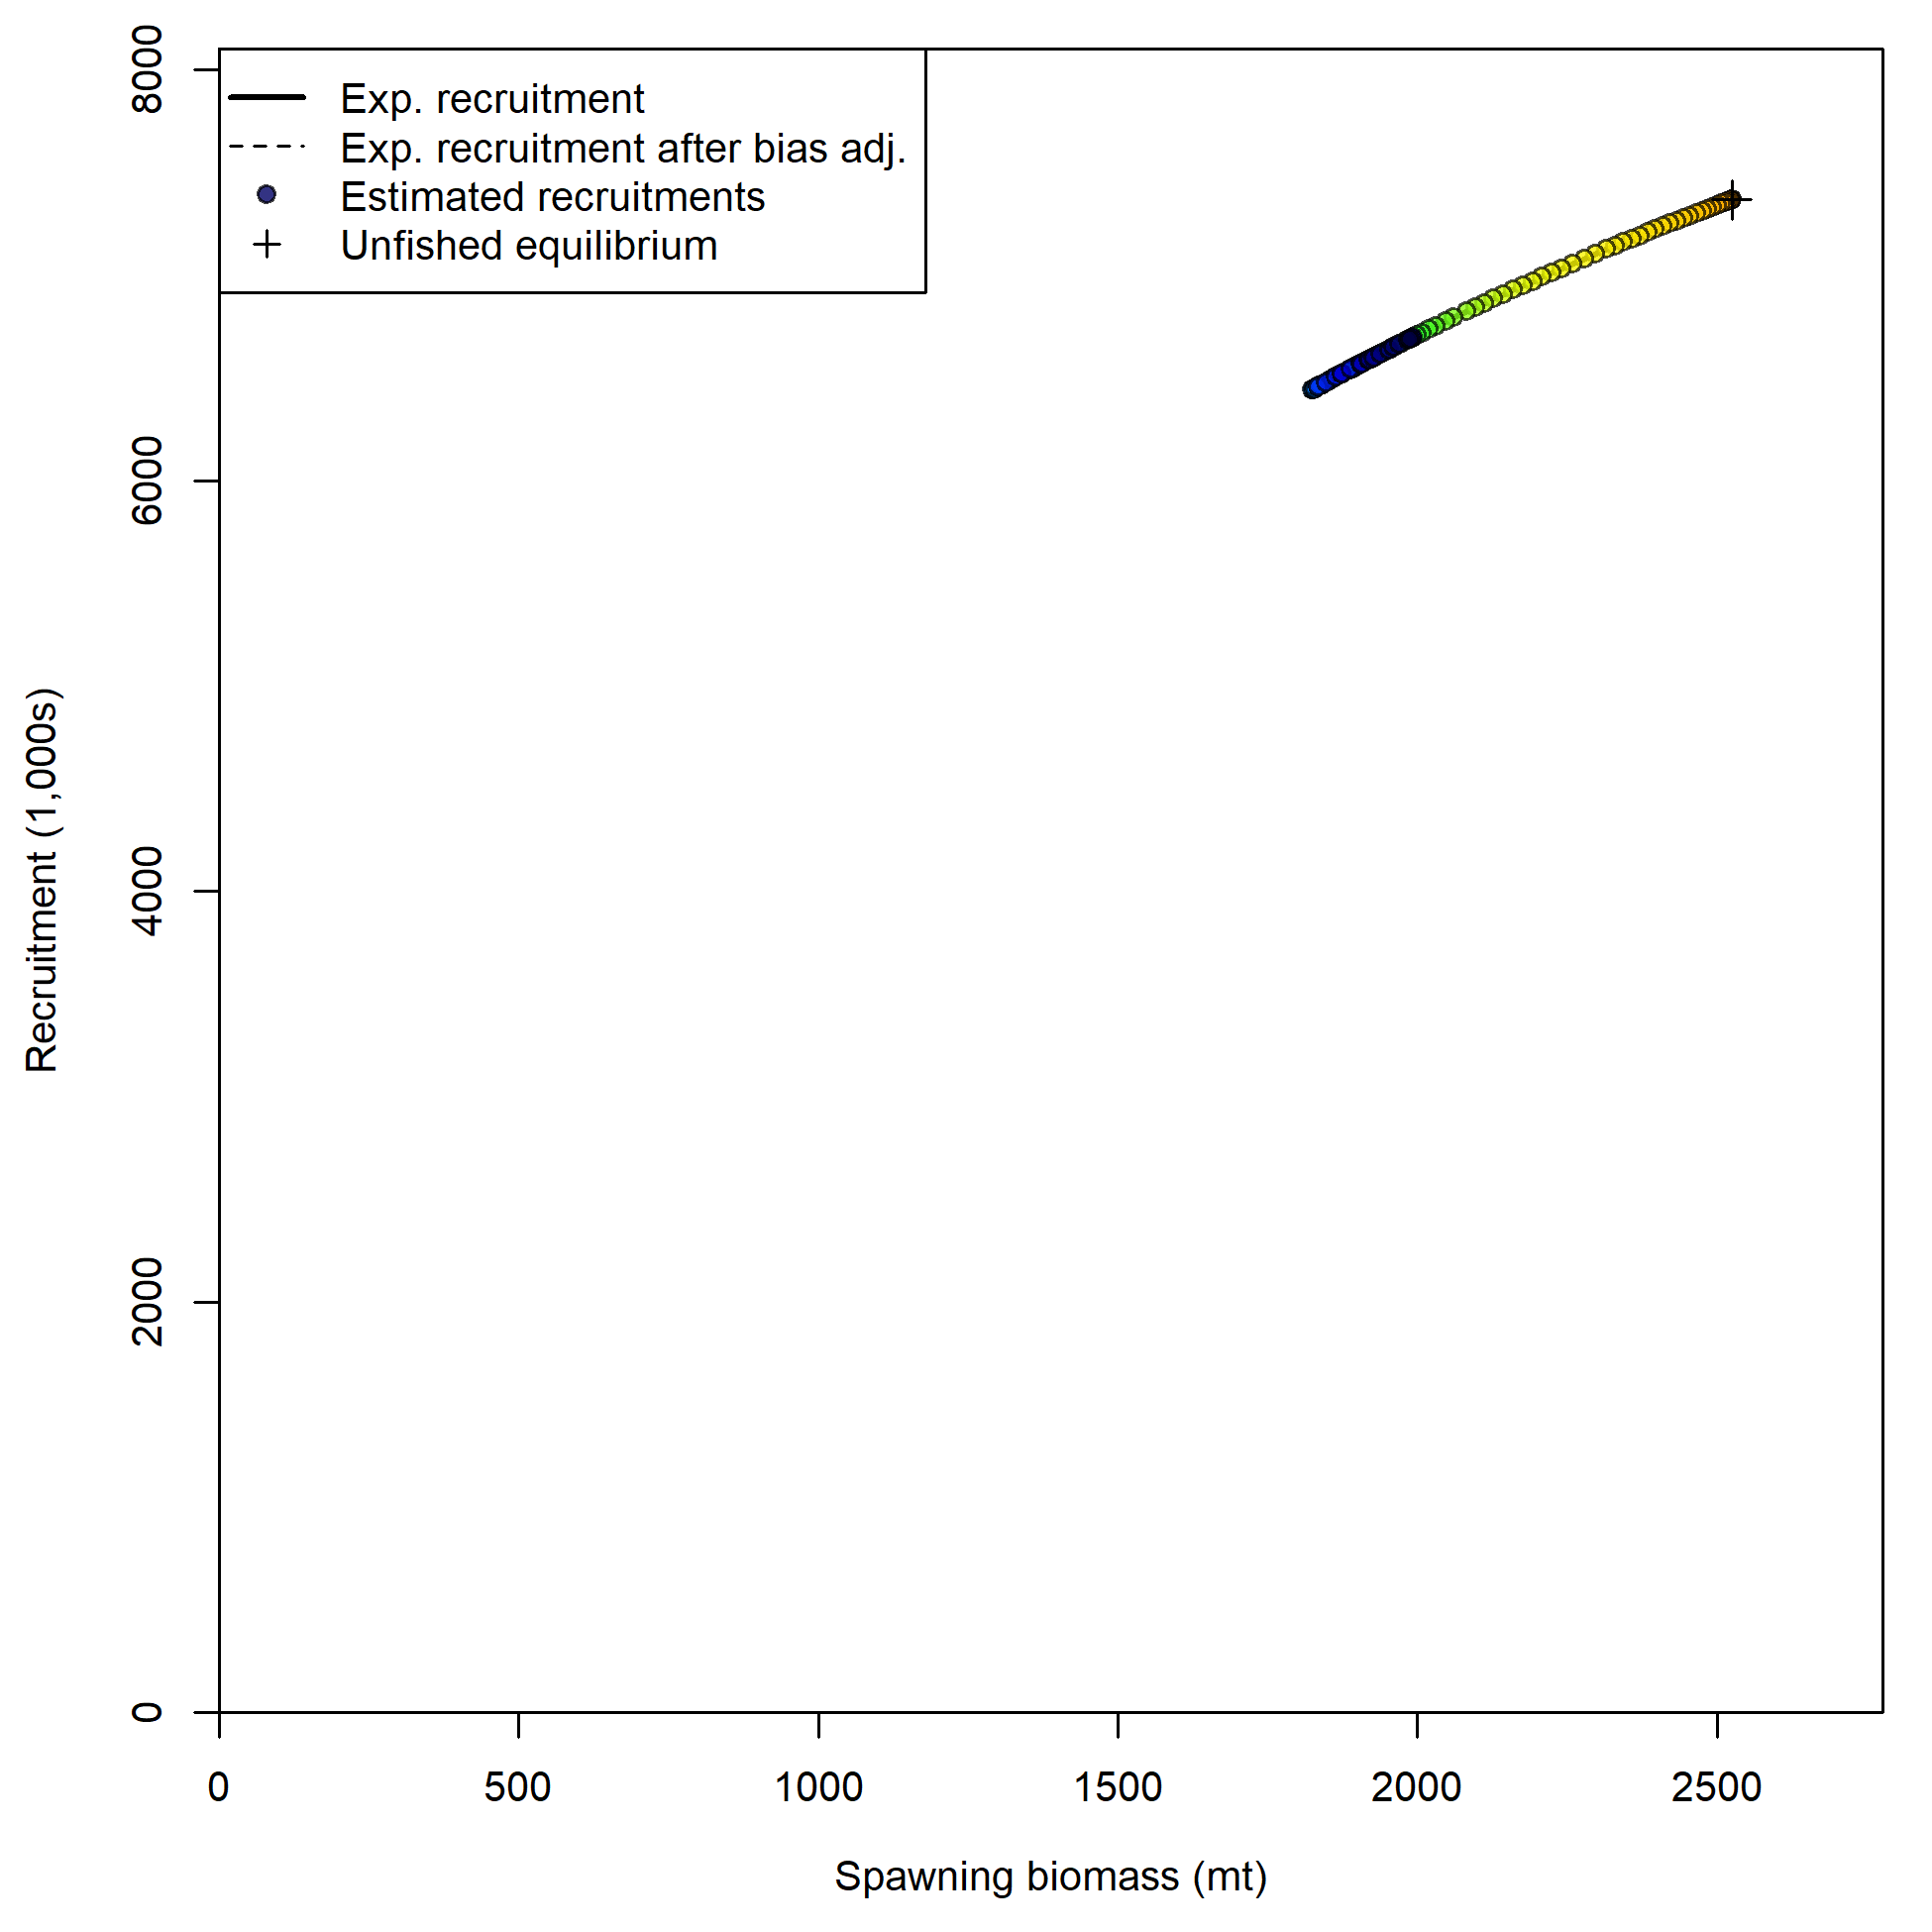 Exp. recruitment
Exp. recruitment after bias adj.
Estimated recruitments
Unfished equilibrium
8000
6000
4000
2000
0
Recruitment (1,000s)
0 500 1000 1500 2000 2500
Spawning biomass (mt)